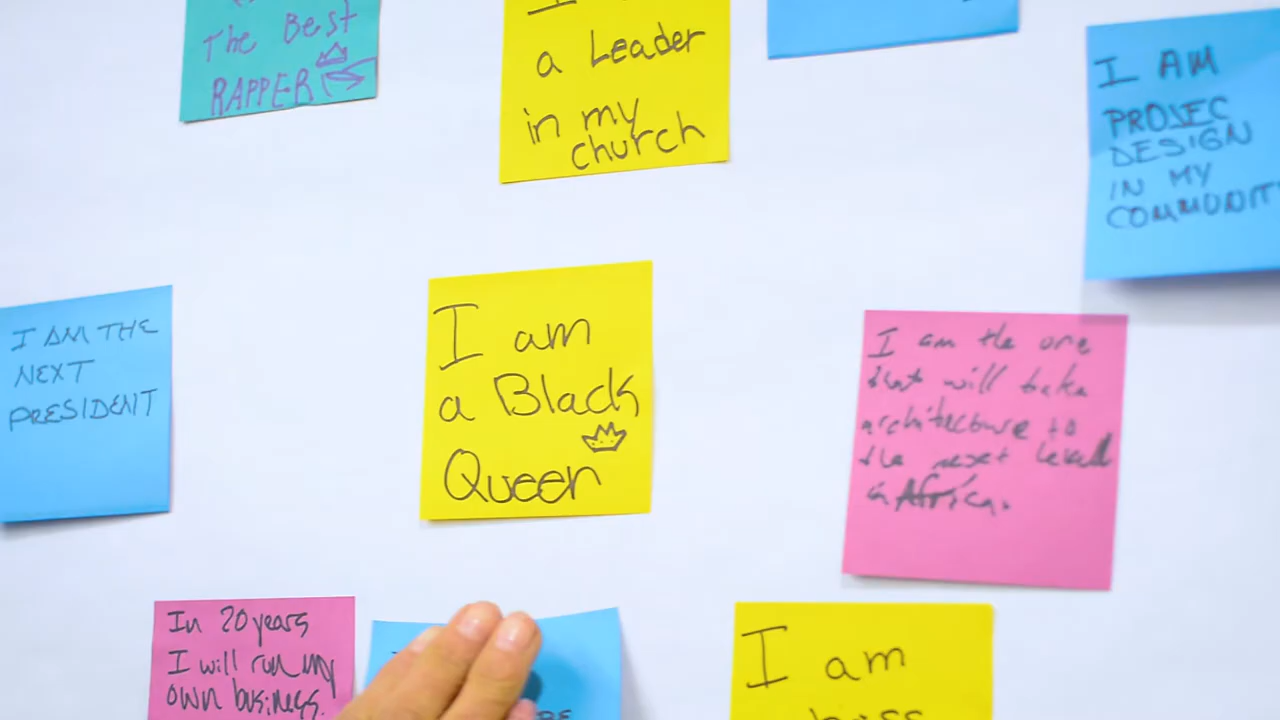 The Best
RAPPER
a Leader
in my
church
I AM
DESIGN
IN MY
I AM THE
NEXT
PRESIDENT
I am
a Black
Queen
I am the one
that will take
architecture to
the next level
in Africa.
In 20 years
I will run my
own business.
I am